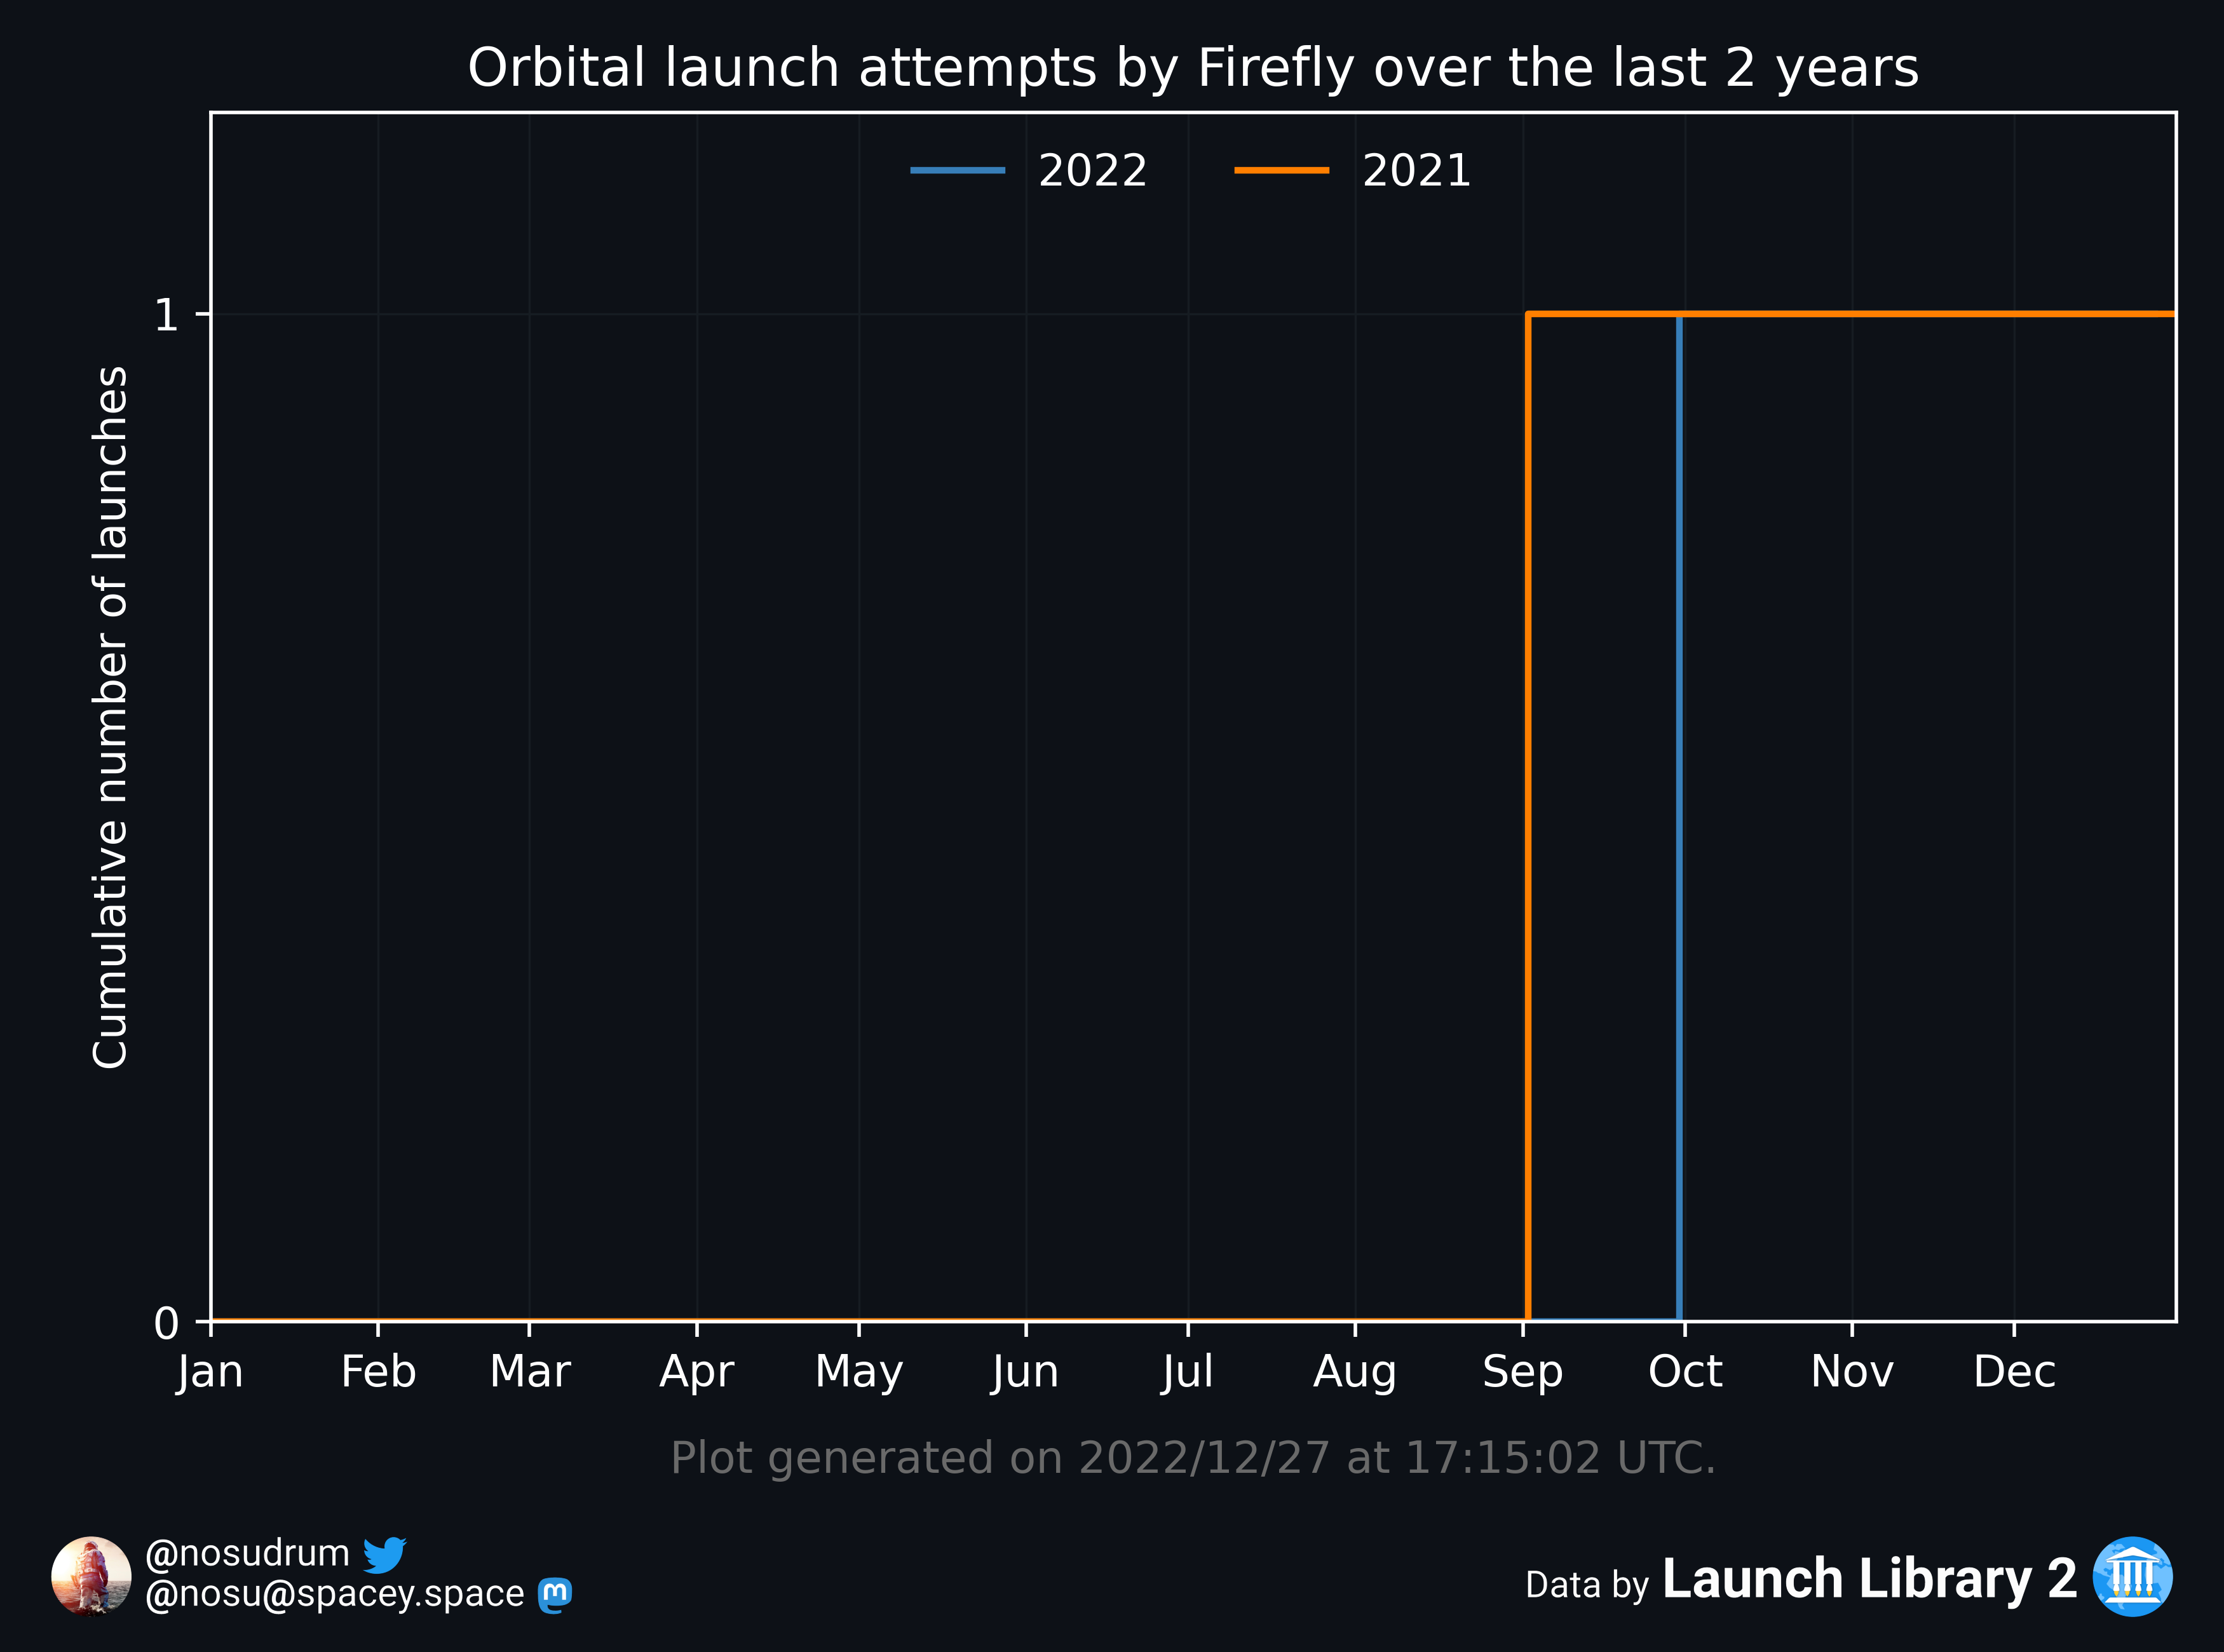 Orbital launch attempts by Firefly over the last 2 years
2022 2021
1
Cumulative number of launches
0
Jan Feb Mar Apr May Jun Jul Aug Sep Oct Nov Dec
Plot generated on 2022/12/27 at 17:15:02 UTC.
@nosudrum
@nosu@spacey.space
Data by Launch Library 2